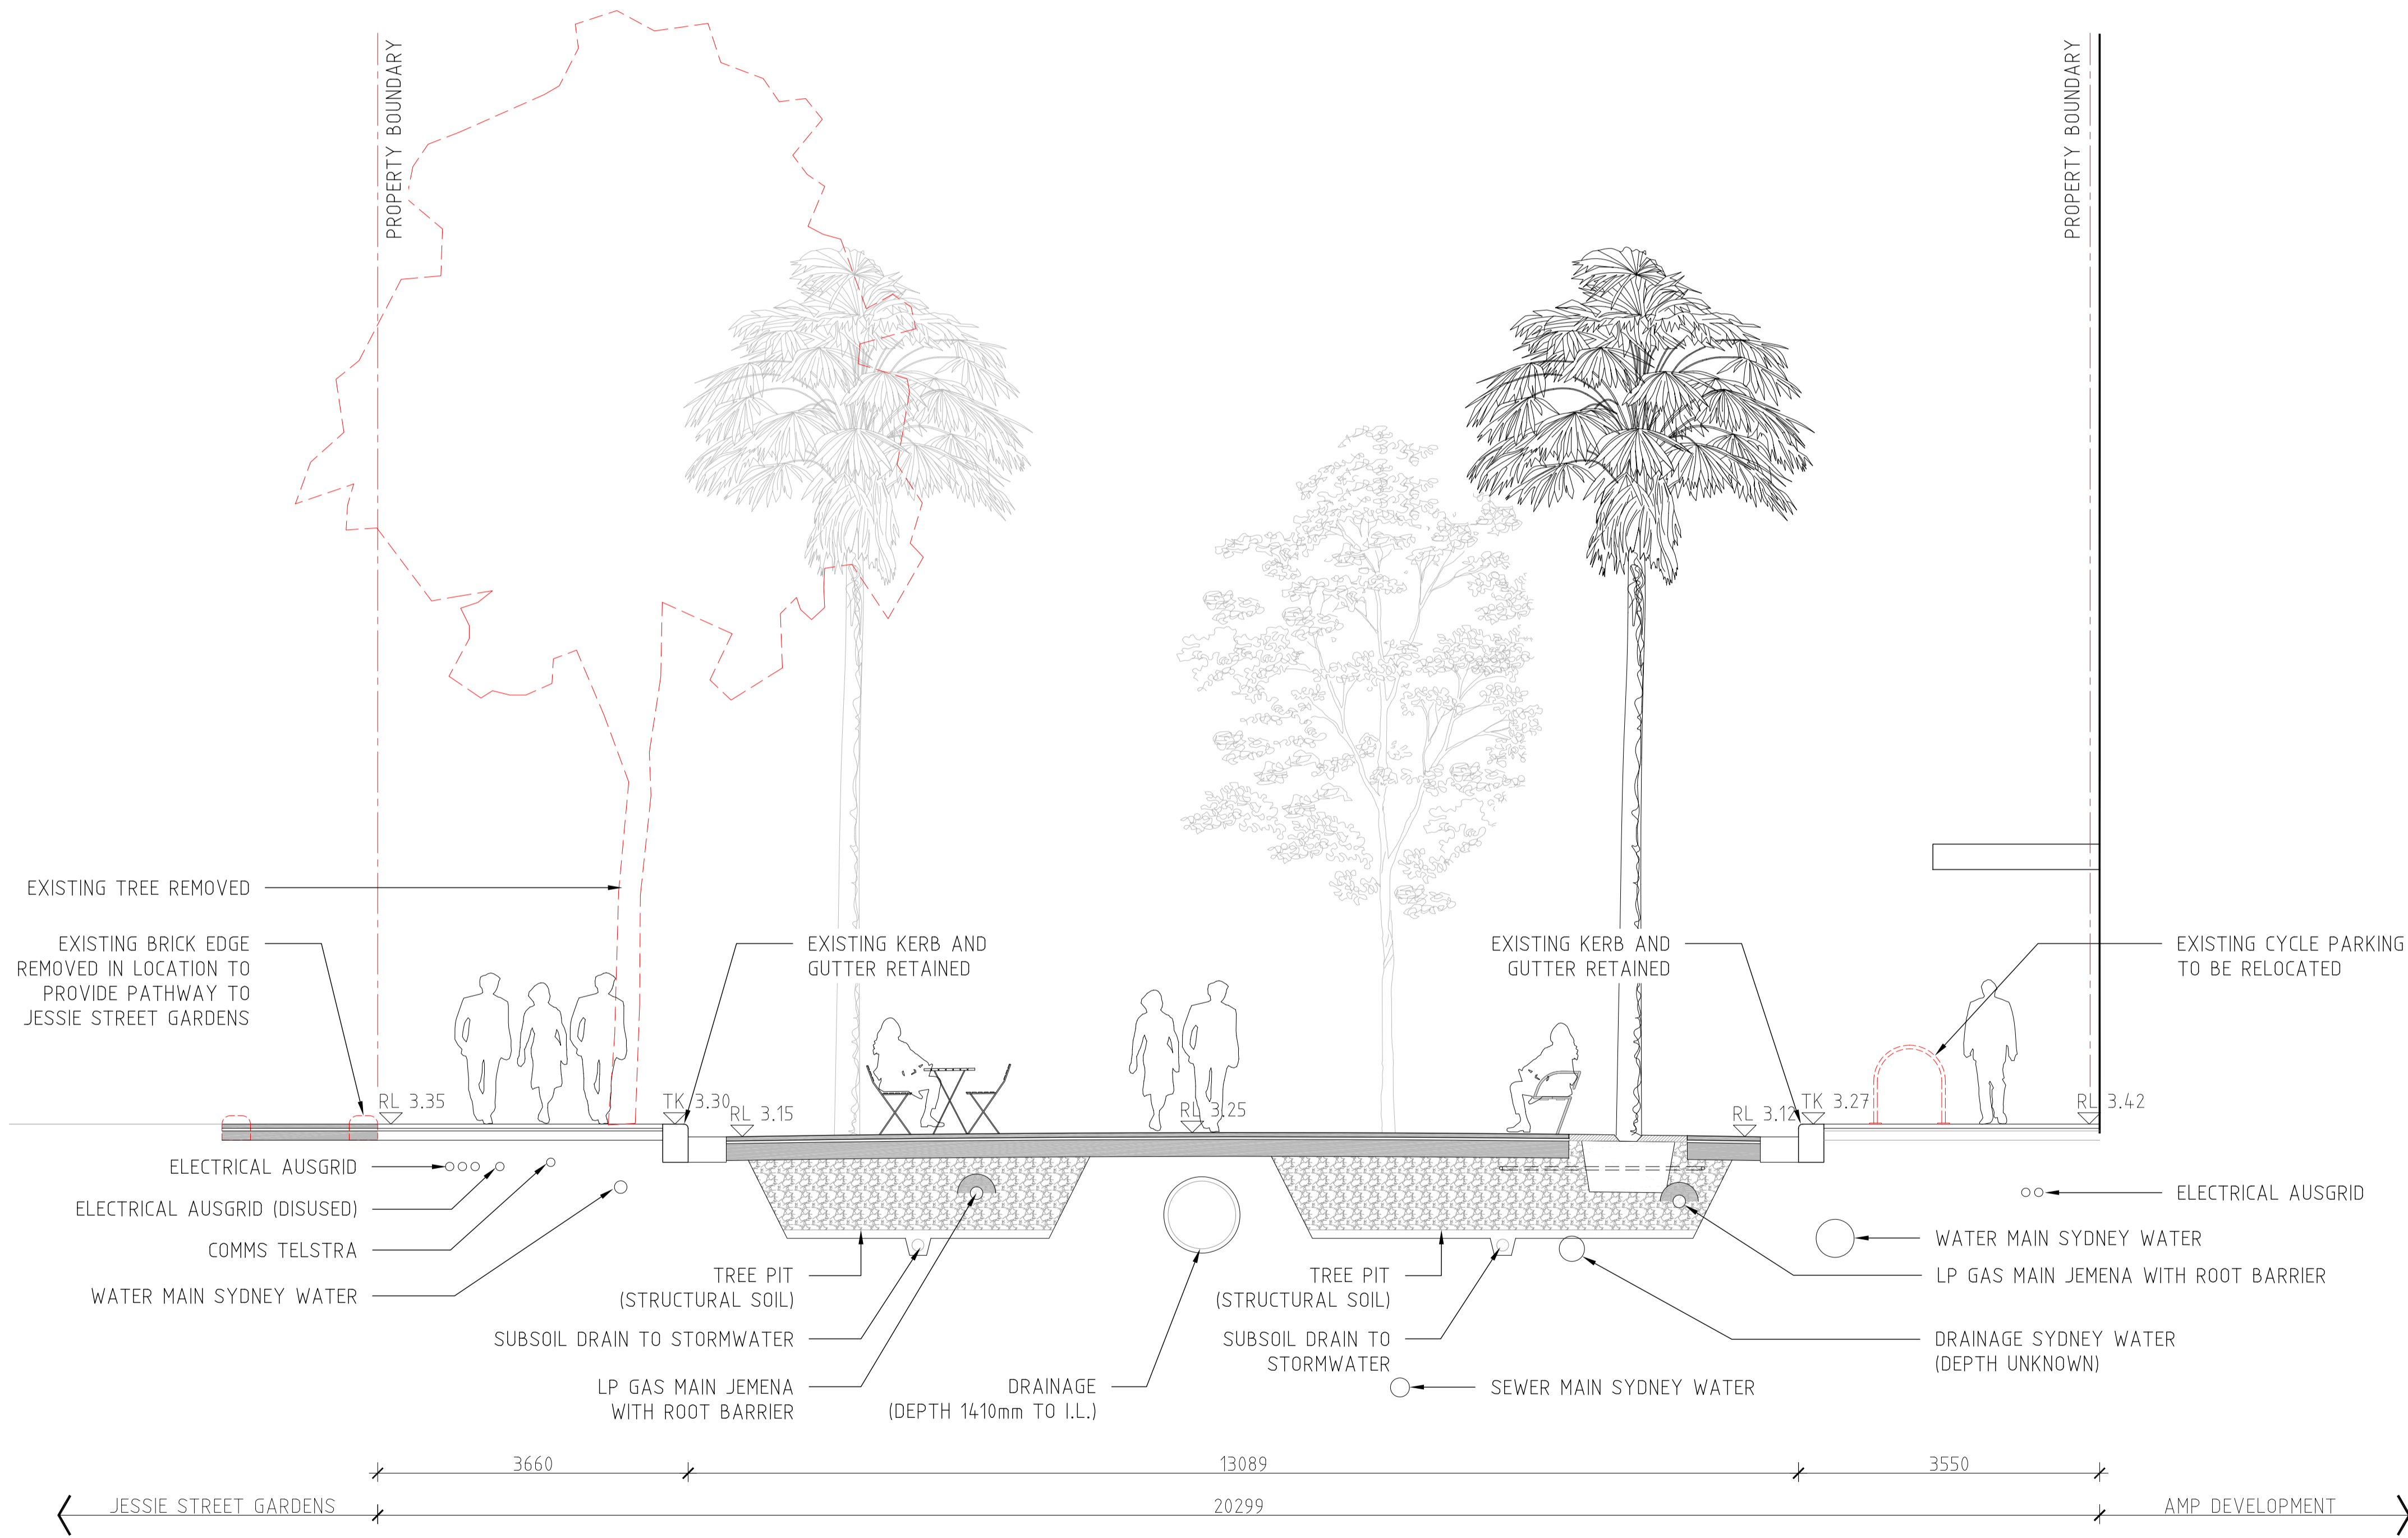 PROPERTY BOUNDARY
PROPERTY BOUNDARY
EXISTING TREE REMOVED
EXISTING BRICK EDGE
REMOVED IN LOCATION TO
PROVIDE PATHWAY TO
JESSIE STREET GARDENS
EXISTING KERB AND
GUTTER RETAINED
EXISTING KERB AND
GUTTER RETAINED
EXISTING CYCLE PARKING
TO BE RELOCATED
RL 3.35
TK 3.30
RL 3.15
RL 3.25
RL 3.12
TK 3.27
RL 3.42
ELECTRICAL AUSGRID
ELECTRICAL AUSGRID (DISUSED)
COMMS TELSTRA
WATER MAIN SYDNEY WATER
TREE PIT
(STRUCTURAL SOIL)
SUBSOIL DRAIN TO STORMWATER
LP GAS MAIN JEMENA
WITH ROOT BARRIER
DRAINAGE
(DEPTH 1410mm TO I.L.)
TREE PIT
(STRUCTURAL SOIL)
SUBSOIL DRAIN TO
STORMWATER
SEWER MAIN SYDNEY WATER
ELECTRICAL AUSGRID
WATER MAIN SYDNEY WATER
LP GAS MAIN JEMENA WITH ROOT BARRIER
DRAINAGE SYDNEY WATER
(DEPTH UNKNOWN)
3660
13089
3550
JESSIE STREET GARDENS
20299
AMP DEVELOPMENT